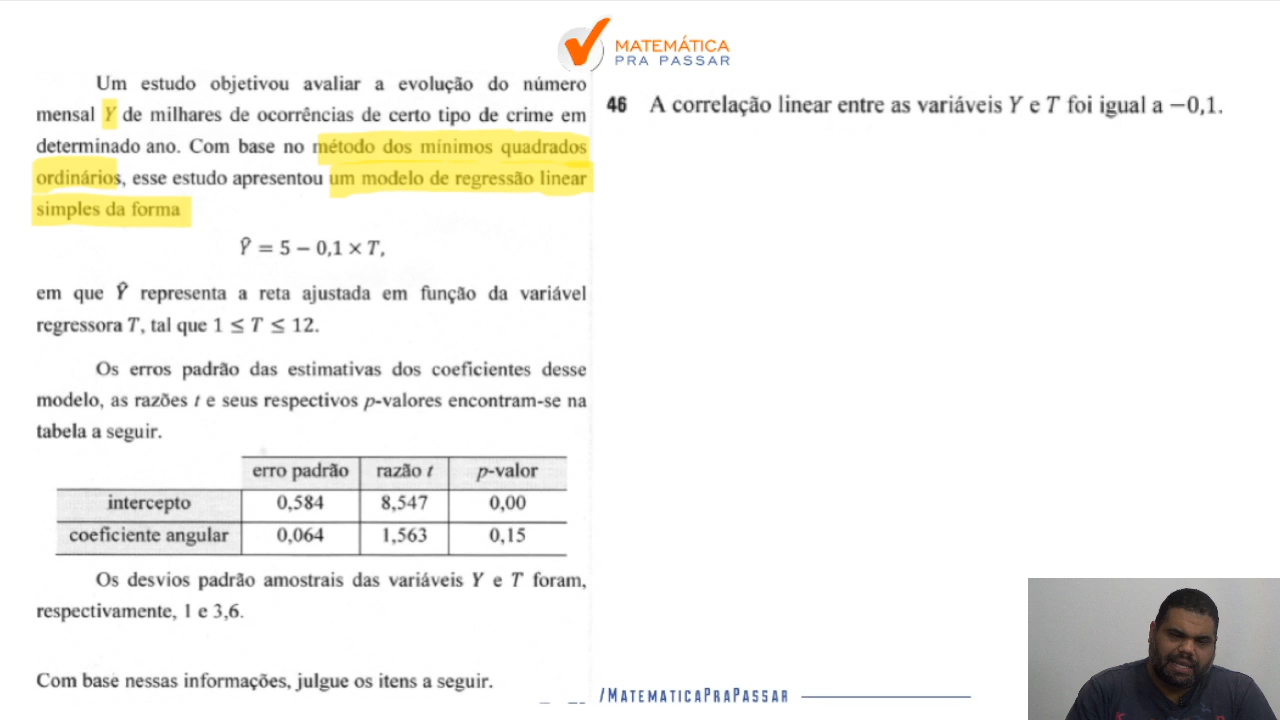 MATEMÁTICA
PRA PASSAR
Um estudo objetivou avaliar a evolução do número
mensal Y de milhares de ocorrências de certo tipo de crime em
determinado ano. Com base no método dos mínimos quadrados
ordinários, esse estudo apresentou um modelo de regressão linear
simples da forma
Ŷ = 5 − 0,1 × T,
em que Ŷ representa a reta ajustada em função da variável
regressora T, tal que 1 ≤ T ≤ 12.
Os erros padrão das estimativas dos coeficientes desse
modelo, as razões t e seus respectivos p-valores encontram-se na
tabela a seguir.
erro padrão razão t p-valor
intercepto 0,584 8,547 0,00
coeficiente angular 0,064 1,563 0,15
Os desvios padrão amostrais das variáveis Y e T foram,
respectivamente, 1 e 3,6.
Com base nessas informações, julgue os itens a seguir.
46 A correlação linear entre as variáveis Y e T foi igual a −0,1.
/MATEMATICAPRAPASSAR